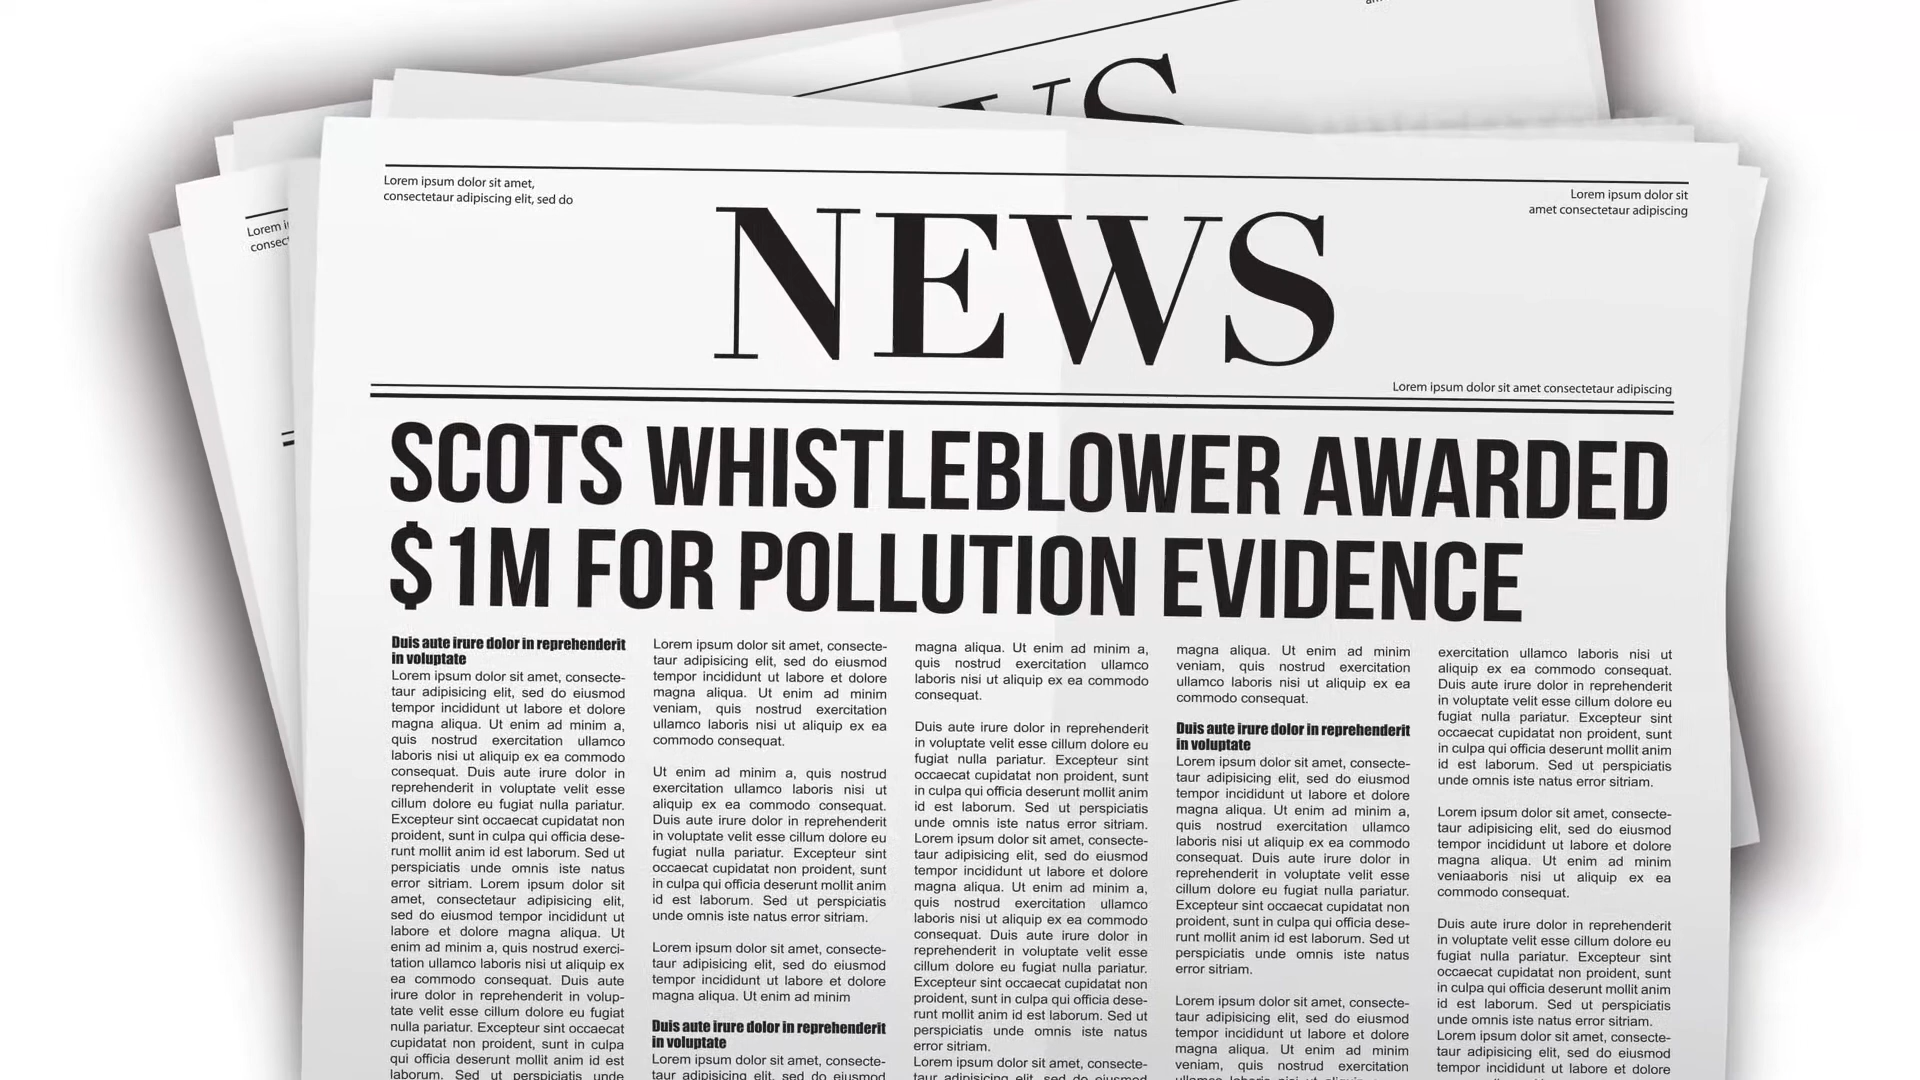 Lorem ipsum dolor sit amet,
consectetaur adipiscing elit, sed do
Lorem ipsum dolor sit
amet consectetaur adipiscing
NEWS
Lorem ipsum dolor sit amet consectetaur adipiscing
SCOTS WHISTLEBLOWER AWARDED
$1M FOR POLLUTION EVIDENCE
Duis aute irure dolor in reprehenderit
in voluptate
Lorem ipsum dolor sit amet, consecte-
taur adipisicing elit, sed do eiusmod
tempor incididunt ut labore et dolore
magna aliqua. Ut enim ad minim a,
quis nostrud exercitation ullamco
laboris nisi ut aliquip ex ea commodo
consequat. Duis aute irure dolor in
reprehenderit in voluptate velit esse
cillum dolore eu fugiat nulla pariatur.
Excepteur sint occaecat cupidatat non
proident, sunt in culpa qui officia dese-
runt mollit anim id est laborum. Sed ut
perspiciatis unde omnis iste natus
error sitriam. Lorem ipsum dolor sit
amet, consectetaur adipisicing elit,
sed do eiusmod tempor incididunt ut
labore et dolore magna aliqua. Ut
enim ad minim a, quis nostrud exerci-
tation ullamco laboris nisi ut aliquip ex
ea commodo consequat. Duis aute
irure dolor in reprehenderit in volup-
tate velit esse cillum dolore eu fugiat
nulla pariatur. Excepteur sint occaecat
cupidatat non proident, sunt in culpa
qui officia deserunt mollit anim id est
laborum. Sed ut perspiciatis unde
Lorem ipsum dolor sit amet, consecte-
taur adipisicing elit, sed do eiusmod
tempor incididunt ut labore et dolore
magna aliqua. Ut enim ad minim
veniam, quis nostrud exercitation
ullamco laboris nisi ut aliquip ex ea
commodo consequat.
Ut enim ad minim a, quis nostrud
exercitation ullamco laboris nisi ut
aliquip ex ea commodo consequat.
Duis aute irure dolor in reprehenderit
in voluptate velit esse cillum dolore eu
fugiat nulla pariatur. Excepteur sint
occaecat cupidatat non proident, sunt
in culpa qui officia deserunt mollit anim
id est laborum. Sed ut perspiciatis
unde omnis iste natus error sitriam.
Lorem ipsum dolor sit amet, consecte-
taur adipisicing elit, sed do eiusmod
tempor incididunt ut labore et dolore
magna aliqua. Ut enim ad minim
Duis aute irure dolor in reprehenderit
in voluptate
Lorem ipsum dolor sit amet, consecte-
taur adipisicing elit, sed do eiusmod
magna aliqua. Ut enim ad minim a,
quis nostrud exercitation ullamco
laboris nisi ut aliquip ex ea commodo
consequat.
Duis aute irure dolor in reprehenderit
in voluptate velit esse cillum dolore eu
fugiat nulla pariatur. Excepteur sint
occaecat cupidatat non proident, sunt
in culpa qui officia deserunt mollit anim
id est laborum. Sed ut perspiciatis
unde omnis iste natus error sitriam.
Lorem ipsum dolor sit amet, consecte-
taur adipisicing elit, sed do eiusmod
tempor incididunt ut labore et dolore
magna aliqua. Ut enim ad minim a,
quis nostrud exercitation ullamco
laboris nisi ut aliquip ex ea commodo
consequat. Duis aute irure dolor in
reprehenderit in voluptate velit esse
cillum dolore eu fugiat nulla pariatur.
Excepteur sint occaecat cupidatat non
proident, sunt in culpa qui officia dese-
runt mollit anim id est laborum. Sed ut
perspiciatis unde omnis iste natus
error sitriam.
Lorem ipsum dolor sit amet, consecte-
taur adipisicing elit, sed do eiusmod
magna aliqua. Ut enim ad minim
veniam, quis nostrud exercitation
ullamco laboris nisi ut aliquip ex ea
commodo consequat.
Duis aute irure dolor in reprehenderit
in voluptate
Lorem ipsum dolor sit amet, consecte-
taur adipisicing elit, sed do eiusmod
tempor incididunt ut labore et dolore
magna aliqua. Ut enim ad minim a,
quis nostrud exercitation ullamco
laboris nisi ut aliquip ex ea commodo
consequat. Duis aute irure dolor in
reprehenderit in voluptate velit esse
cillum dolore eu fugiat nulla pariatur.
Excepteur sint occaecat cupidatat non
proident, sunt in culpa qui officia dese-
runt mollit anim id est laborum. Sed ut
perspiciatis unde omnis iste natus
error sitriam.
Lorem ipsum dolor sit amet, consecte-
taur adipisicing elit, sed do eiusmod
tempor incididunt ut labore et dolore
magna aliqua. Ut enim ad minim
veniam, quis nostrud exercitation
exercitation ullamco laboris nisi ut
aliquip ex ea commodo consequat.
Duis aute irure dolor in reprehenderit
in voluptate velit esse cillum dolore eu
fugiat nulla pariatur. Excepteur sint
occaecat cupidatat non proident, sunt
in culpa qui officia deserunt mollit anim
id est laborum. Sed ut perspiciatis
unde omnis iste natus error sitriam.
Lorem ipsum dolor sit amet, consecte-
taur adipisicing elit, sed do eiusmod
tempor incididunt ut labore et dolore
magna aliqua. Ut enim ad minim
veniaaboris nisi ut aliquip ex ea
commodo consequat.
Duis aute irure dolor in reprehenderit
in voluptate velit esse cillum dolore eu
fugiat nulla pariatur. Excepteur sint
occaecat cupidatat non proident, sunt
in culpa qui officia deserunt mollit anim
id est laborum. Sed ut perspiciatis
unde omnis iste natus error sitriam.
Lorem ipsum dolor sit amet, consecte-
taur adipisicing elit, sed do eiusmod
tempor incididunt ut labore et dolore